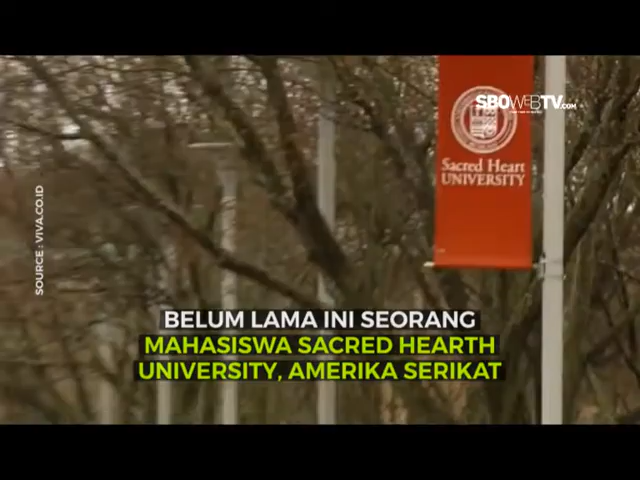 SBOWEBTV.COM
Sacred Heart
UNIVERSITY
SOURCE : VIVA.CO.ID
BELUM LAMA INI SEORANG
MAHASISWA SACRED HEARTH
UNIVERSITY, AMERIKA SERIKAT